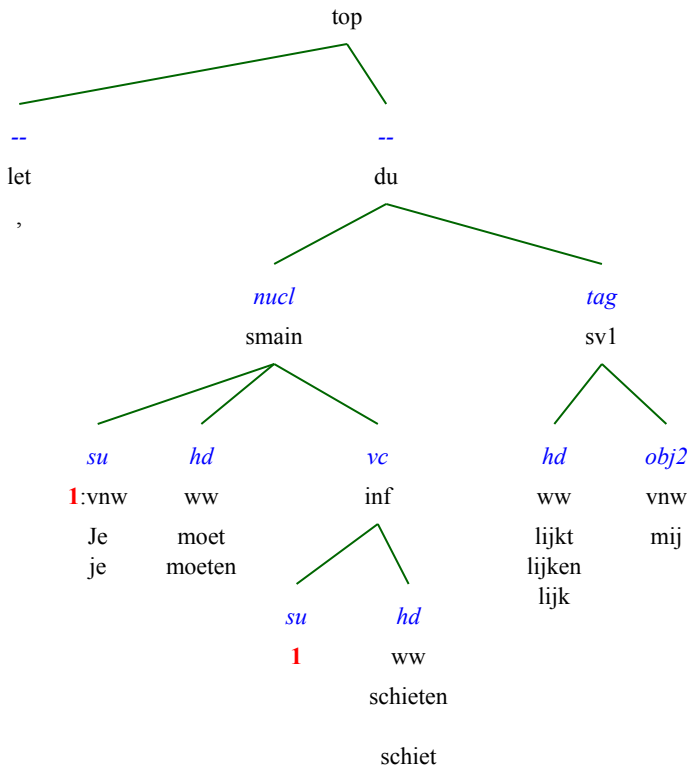 top
-- --
let du
,
nucl tag
smain sv1
su hd vc hd obj2
1:vnw ww inf ww vnw
Je moet lijkt mij
je moeten lijken
lijk
su hd
1 ww
schieten
schiet